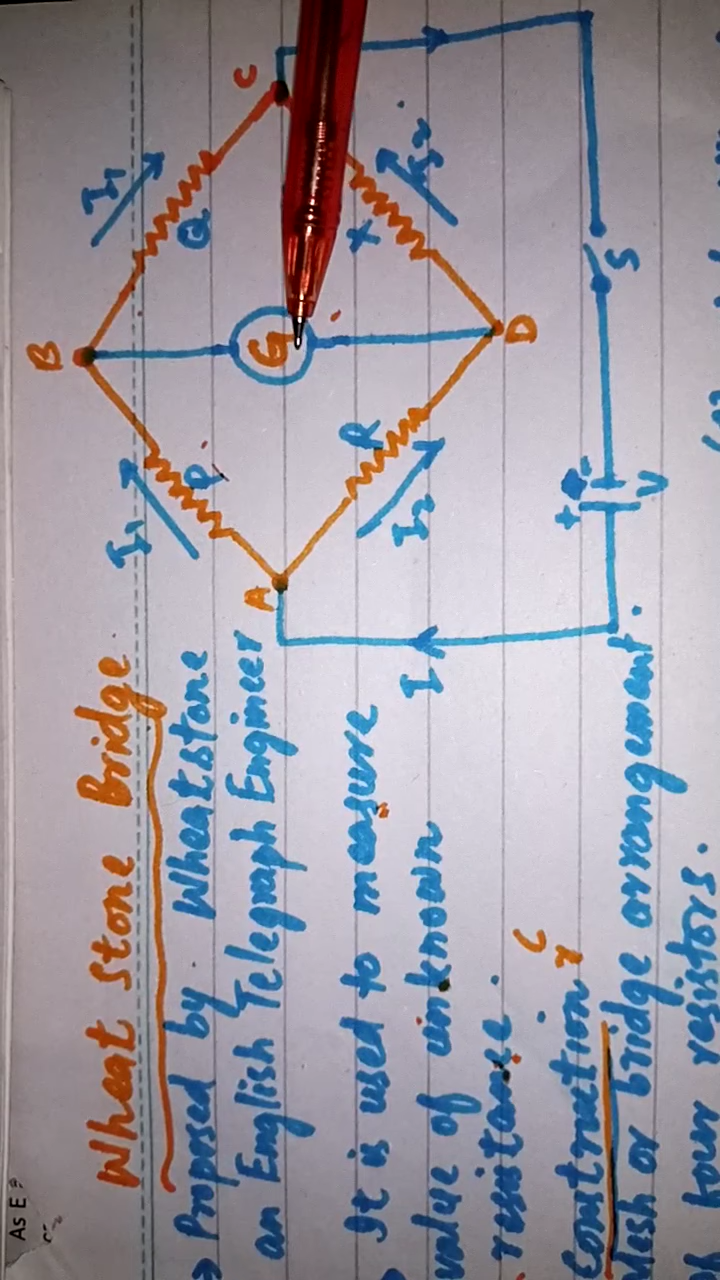 Wheat Stone Bridge
→ Proposed by Wheatstone
an English Telegraph Engineer
It is used to measure
value of unknown
resistance.
Construction
Mesh or bridge arrangement.
of four resistors.
B
I1
I1
P
Q
A
C
G
R
X
I2
D
I
S
+
-
V
As E